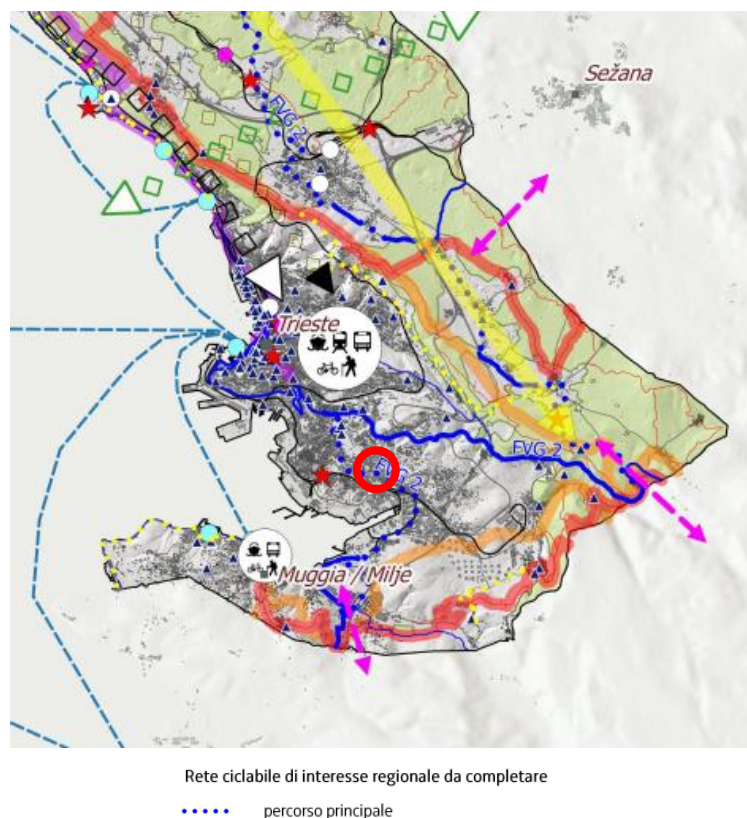 Sežana
FVG 2
Trieste
FVG 2
FVG 2
Muggia / Milje
Rete ciclabile di interesse regionale da completare
percorso principale